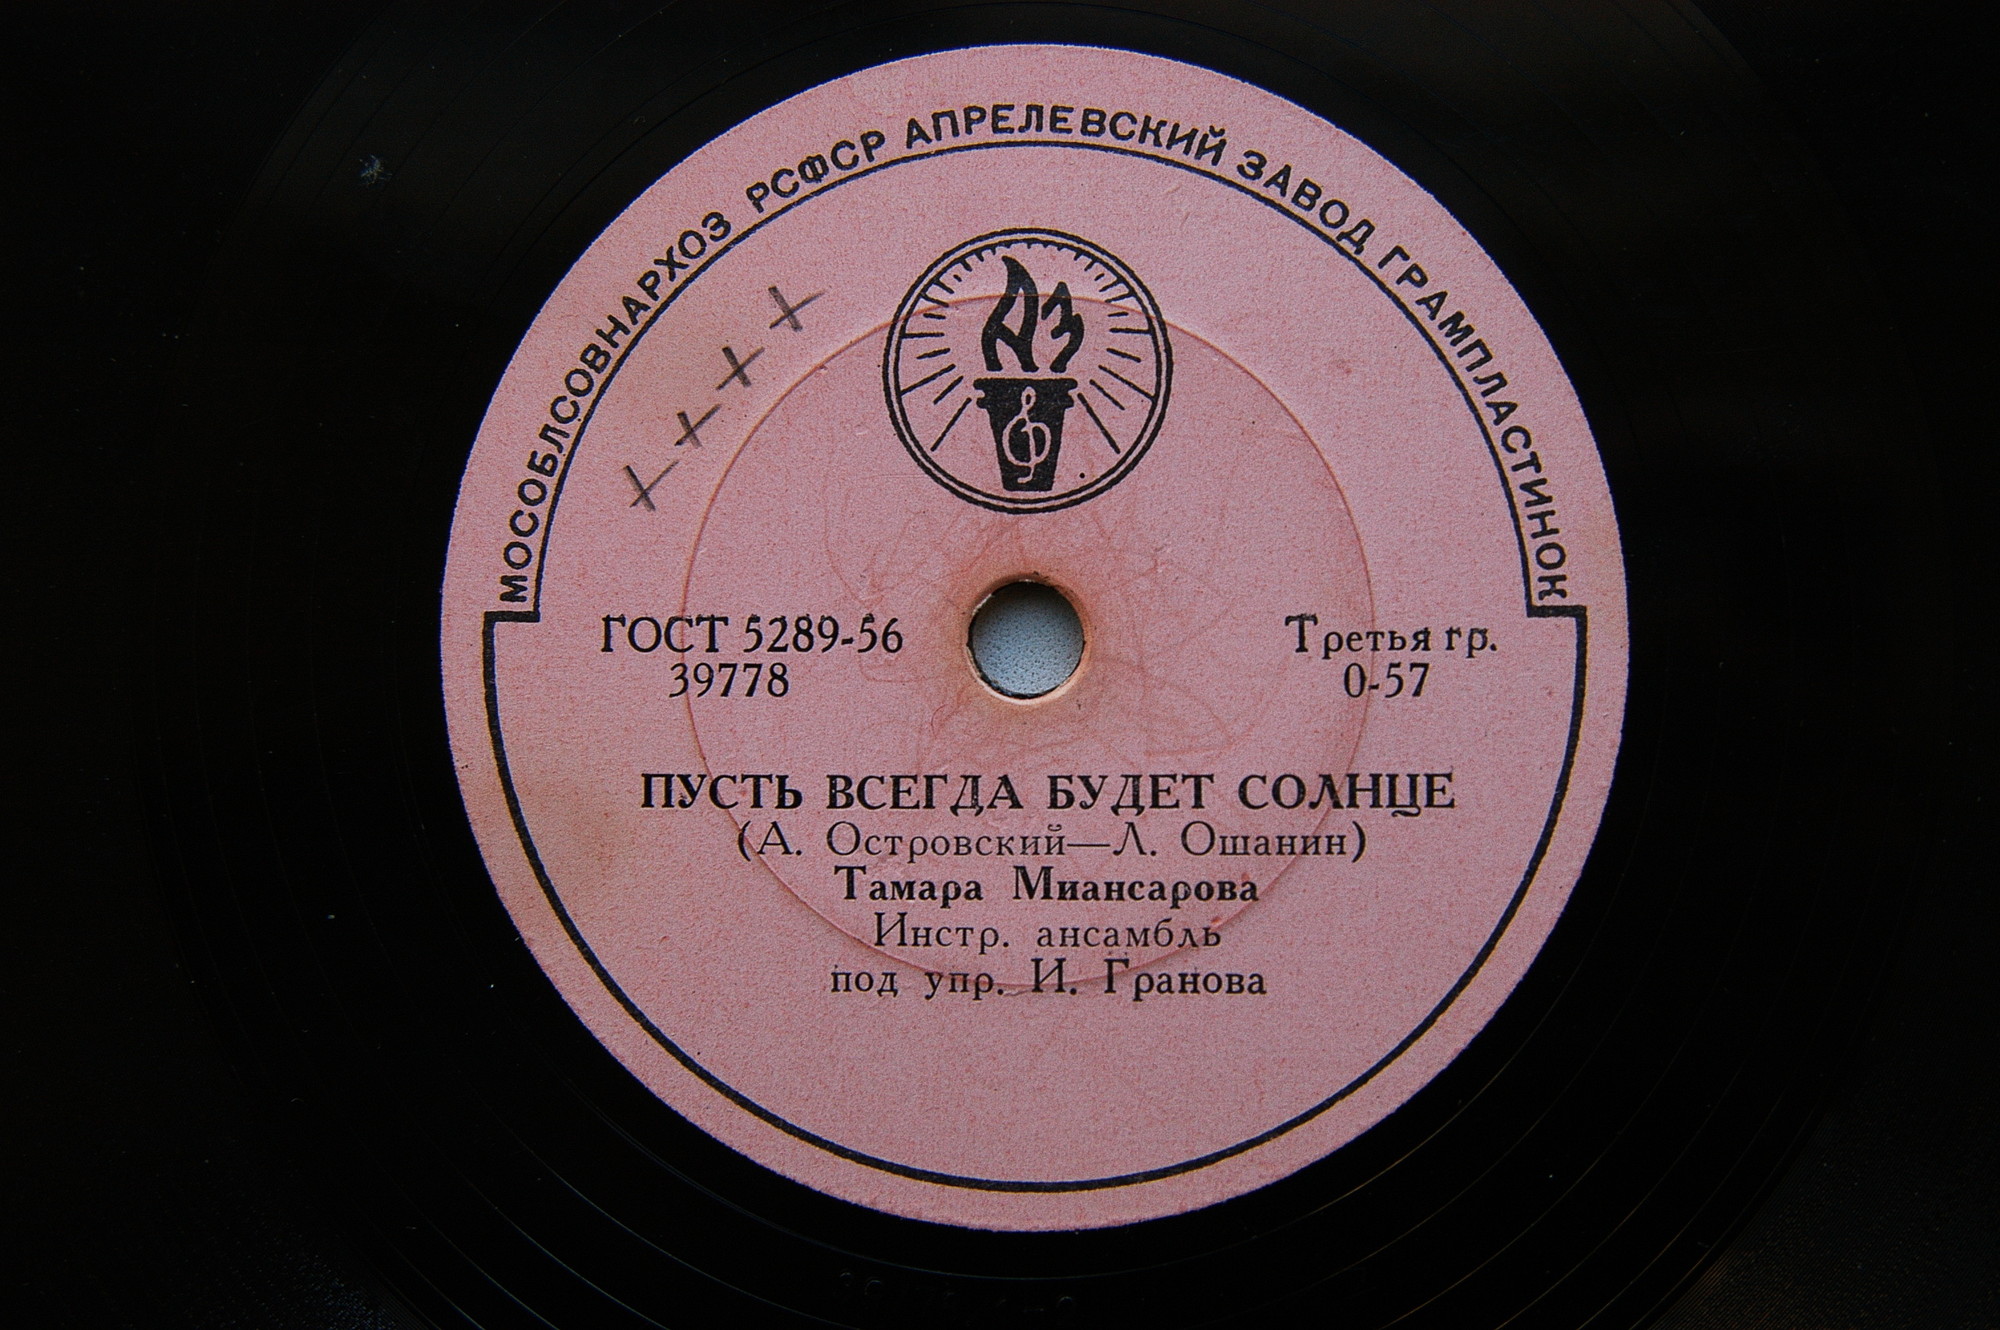 МОСОБЛСОВНАРХОЗ РСФСР АПРЕЛЕВСКИЙ ЗАВОД ГРАМПЛАСТИНОК
АЗ
ГОСТ 5289-56
39778
Третья гр.
0-57
ПУСТЬ ВСЕГДА БУДЕТ СОЛНЦЕ
(А. Островский—Л. Ошанин)
Тамара Миансарова
Инстр. ансамбль
под упр. И. Гранова